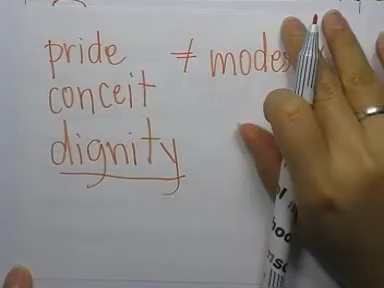 pride ≠ modes
conceit
dignity